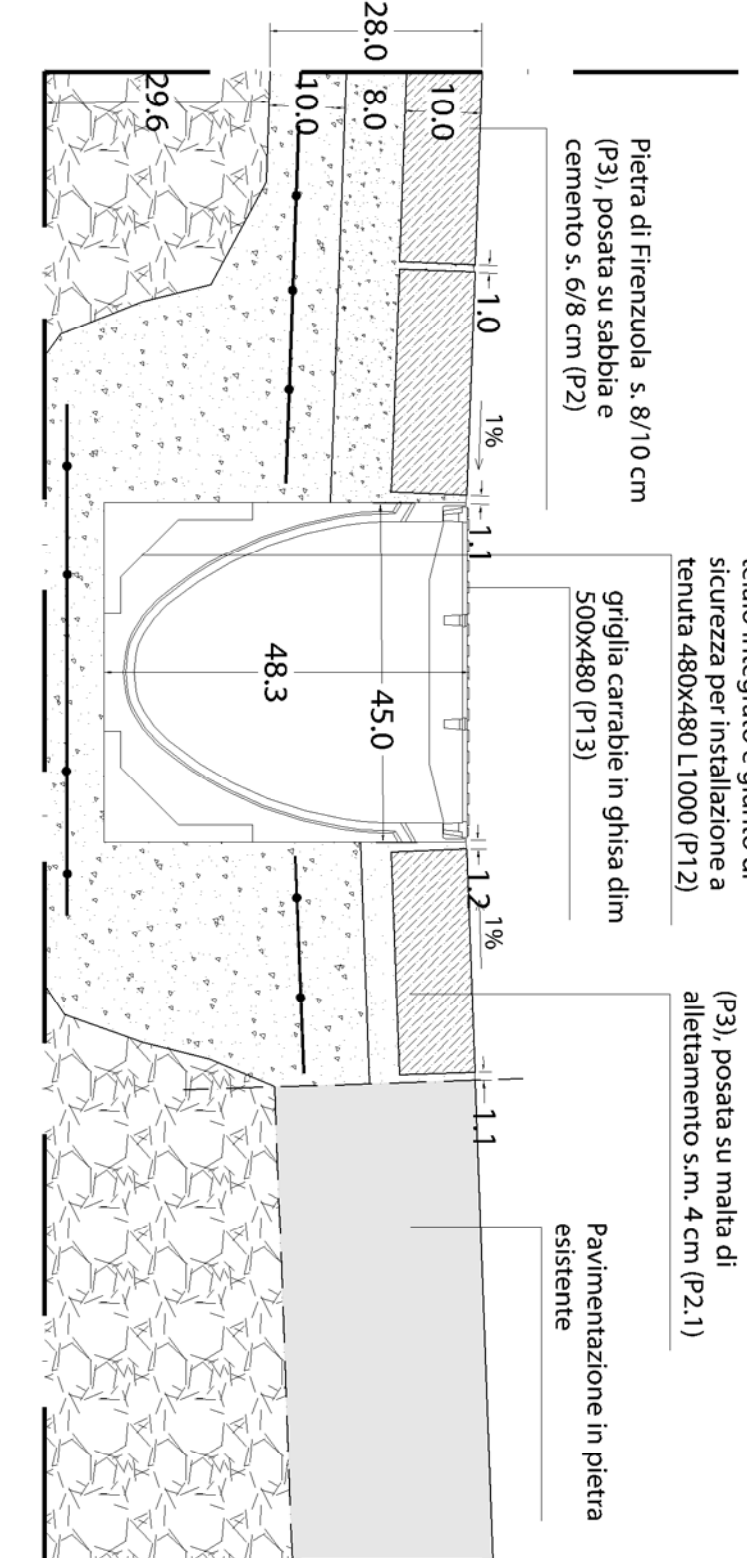 28.0
29.6
10.0
8.0
10.0
Pietra di Firenzuola s. 8/10 cm
(P3), posata su sabbia e
cemento s. 6/8 cm (P2)
1.0
1%
1.1
sicurezza per installazione a
tenuta 480x480 L1000 (P12)
griglia carrabie in ghisa dim
500x480 (P13)
48.3
45.0
1.2
1%
(P3), posata su malta di
allettamento s.m. 4 cm (P2.1)
1.1
Pavimentazione in pietra
esistente